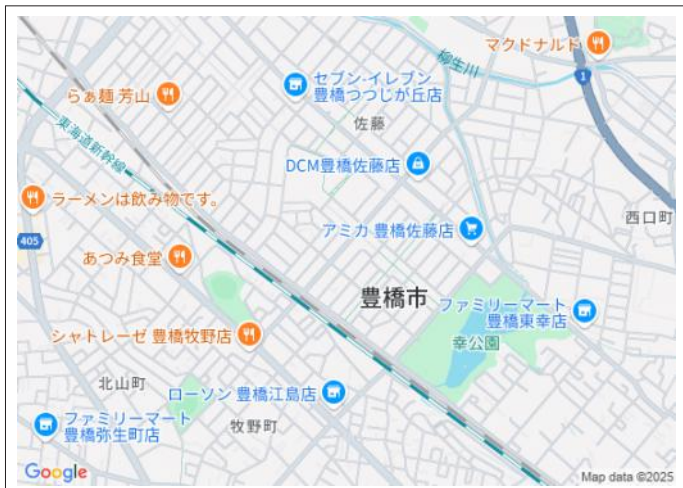 マクドナルド
柳生川
1
セブン-イレブン
豊橋つつじが丘店
らぁ麺 芳山
佐藤
東海道新幹線
DCM豊橋佐藤店
ラーメンは飲み物です。
西口町
アミカ 豊橋佐藤店
405
あつみ食堂
豊橋市
ファミリーマート
豊橋東幸店
シャトレーゼ 豊橋牧野店
幸公園
北山町
ローソン 豊橋江島店
ファミリーマート
豊橋弥生町店
牧野町
Google
Map data ©2025